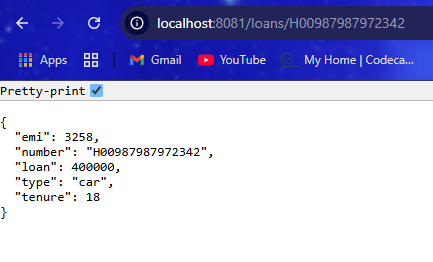 localhost:8081/loans/H00987987972342
Apps Gmail YouTube My Home | Codeca...
Pretty-print
{
"emi": 3258,
"number": "H00987987972342",
"loan": 400000,
"type": "car",
"tenure": 18
}